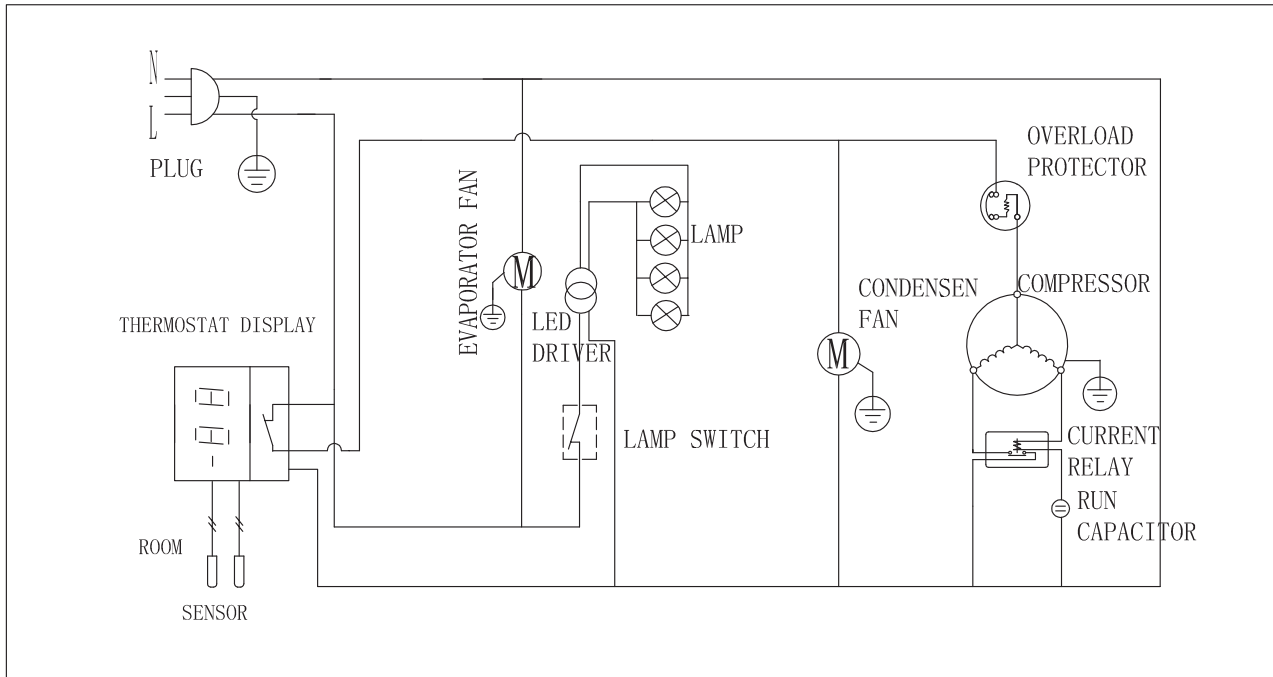 N
L
PLUG
EVAPORATOR FAN
M
LED
DRIVER
LAMP
LAMP SWITCH
OVERLOAD
PROTECTOR
CONDENSEN
FAN
M
COMPRESSOR
CURRENT
RELAY
RUN
CAPACITOR
THERMOSTAT DISPLAY
ROOM
SENSOR